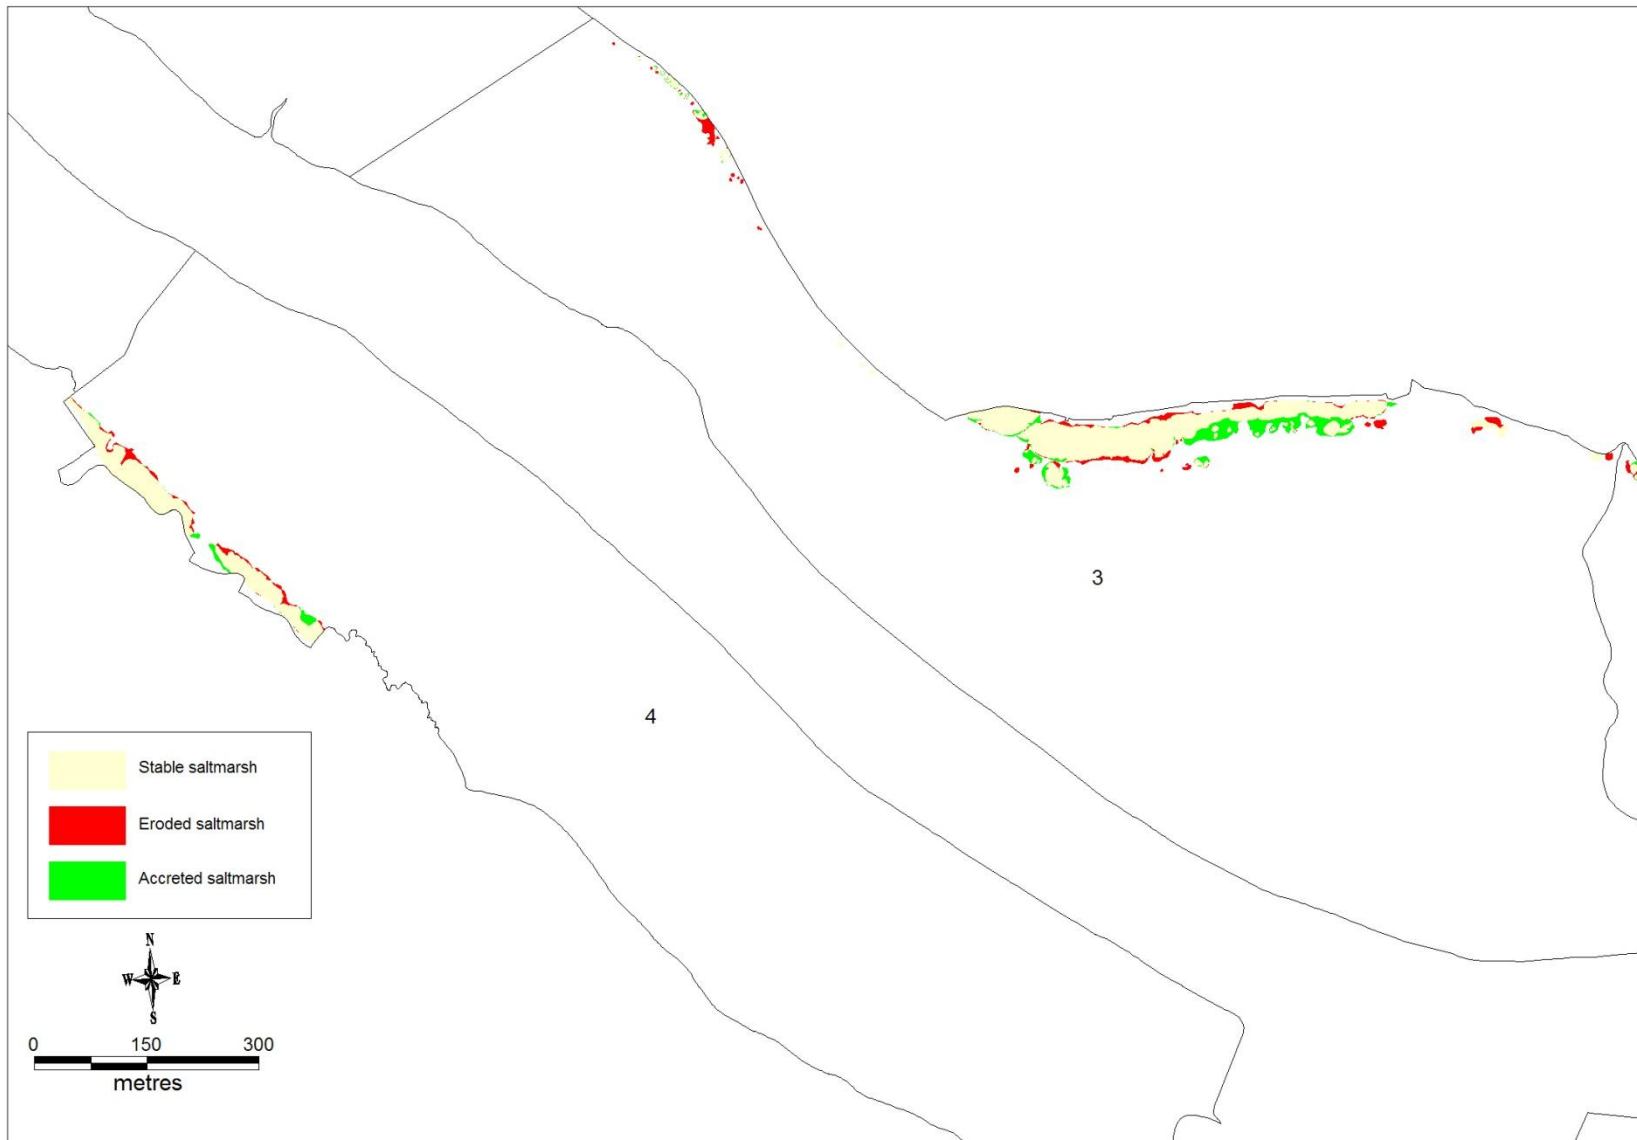 3
4
Stable saltmarsh
Eroded saltmarsh
Accreted saltmarsh
N
W E
S
0 150 300
metres